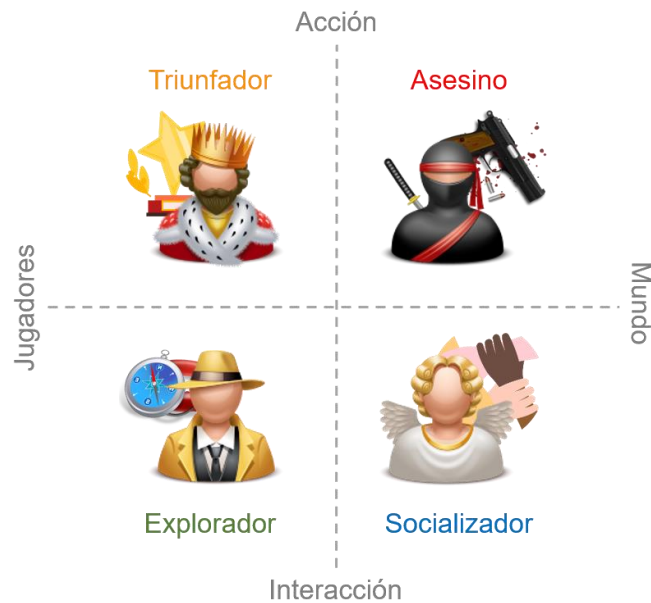 Acción
Triunfador
Asesino
Jugadores
Mundo
Explorador
Socializador
Interacción